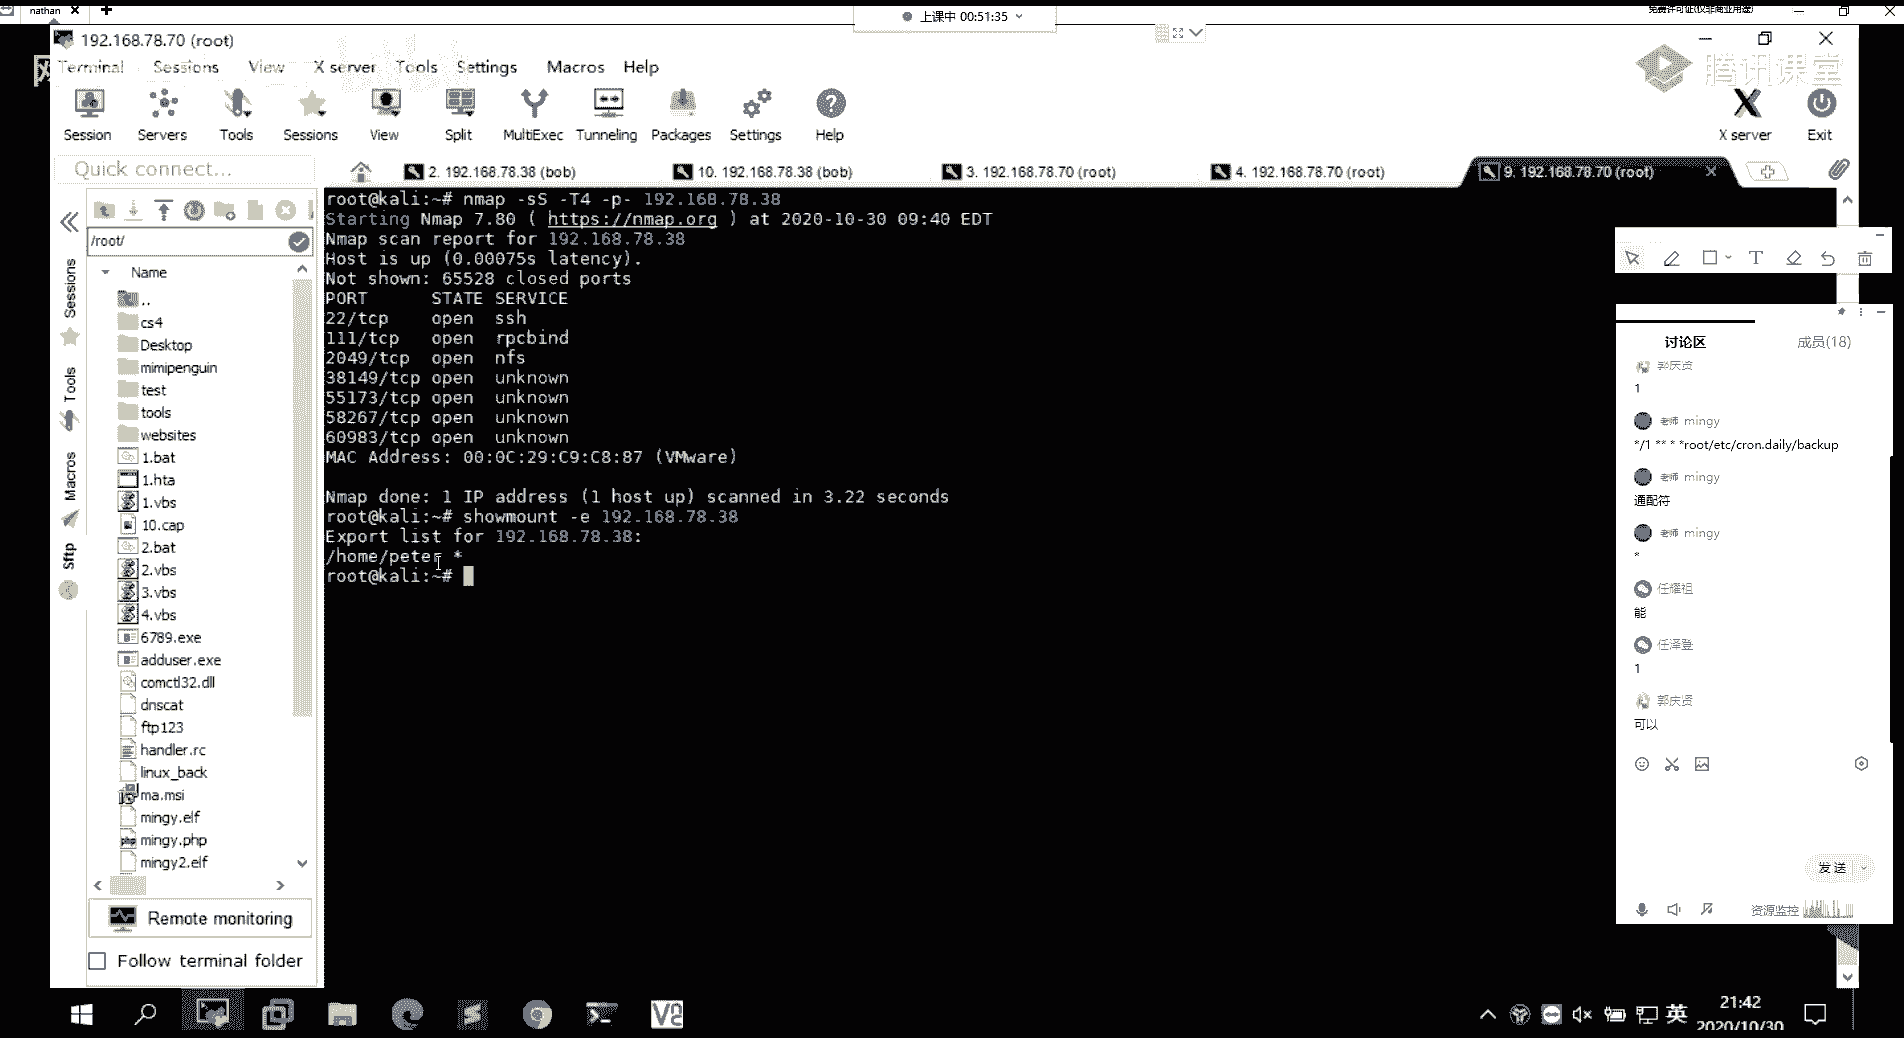 nathan
上课中 00:51:35
免费许可证(仅非商业用途)
192.168.78.70 (root)
Terminal Sessions View X server Tools Settings Macros Help
腾讯课堂
Session Servers Tools Sessions View Split MultiExec Tunneling Packages Settings Help
X server Exit
Quick connect...
2. 192.168.78.38 (bob)
10. 192.168.78.38 (bob)
3. 192.168.78.70 (root)
4. 192.168.78.70 (root)
9. 192.168.78.70 (root)
/root/
Name
..
cs4
Desktop
mimipenguin
test
tools
websites
1.bat
1.hta
1.vbs
10.cap
2.bat
2.vbs
3.vbs
4.vbs
6789.exe
adduser.exe
comctl32.dll
dnscat
ftp123
handler.rc
linux_back
ma.msi
mingy.elf
mingy.php
mingy2.elf
Remote monitoring
Follow terminal folder
Sessions
Tools
Macros
Sftp
root@kali:~# nmap -sS -T4 -p- 192.168.78.38
Starting Nmap 7.80 ( https://nmap.org ) at 2020-10-30 09:40 EDT
Nmap scan report for 192.168.78.38
Host is up (0.00075s latency).
Not shown: 65528 closed ports
PORT STATE SERVICE
22/tcp open ssh
111/tcp open rpcbind
2049/tcp open nfs
38149/tcp open unknown
55173/tcp open unknown
58267/tcp open unknown
60983/tcp open unknown
MAC Address: 00:0C:29:C9:C8:87 (VMware)
Nmap done: 1 IP address (1 host up) scanned in 3.22 seconds
root@kali:~# showmount -e 192.168.78.38
Export list for 192.168.78.38:
/home/peter *
root@kali:~#
讨论区 成员(18)
郭庆贤
1
老师 mingy
*/1 ** * *root/etc/cron.daily/backup
老师 mingy
通配符
老师 mingy
*
任耀祖
能
任泽登
1
郭庆贤
可以
发送
资源监控
英
21:42
2020/10/30